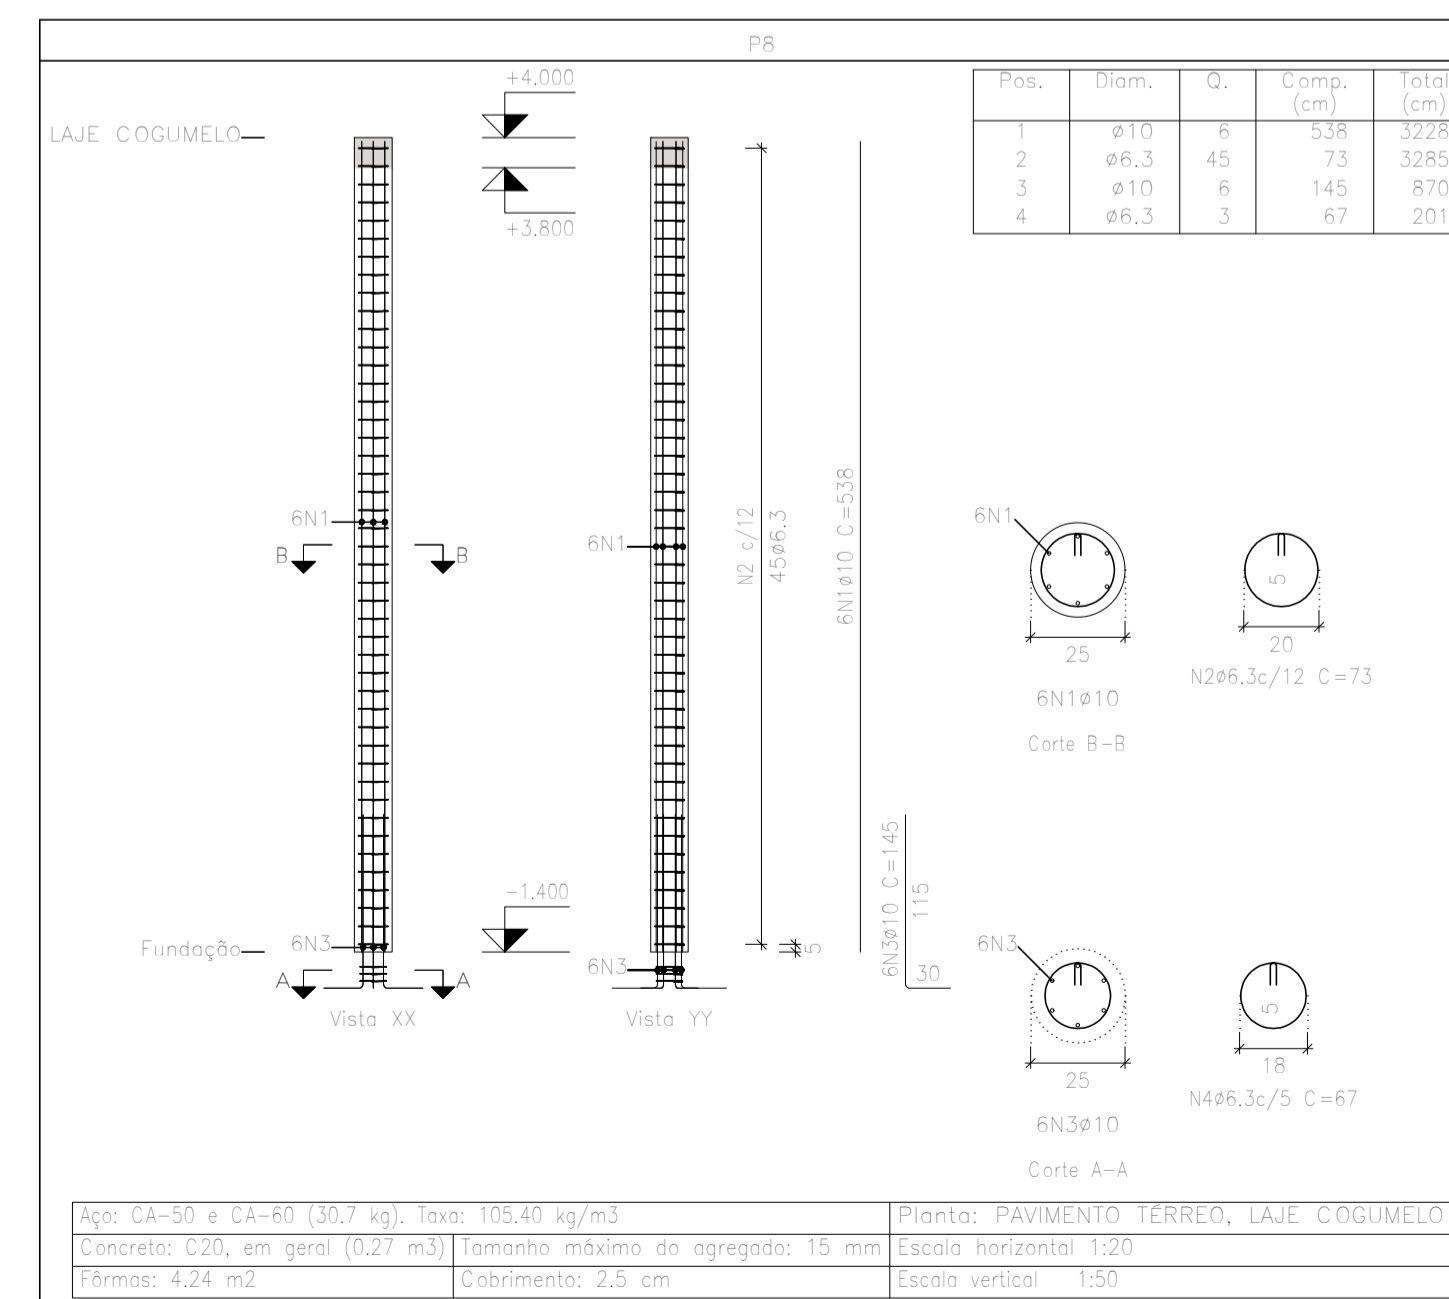 P8
Pos. Diam. Q. Comp. (cm) Total (cm)
1 ø10 6 538 3228
2 ø6.3 45 73 3285
3 ø10 6 145 870
4 ø6.3 3 67 201
+4.000
LAJE COGUMELO
+3.800
6N1
B B
6N1
N2 c/12
45ø6.3
6N1ø10 C=538
6N1
25
6N1ø10
Corte B-B
5
20
N2ø6.3c/12 C=73
-1.400
Fundação
6N3
A A
Vista XX
6N3
Vista YY
5
6N3ø10 C=145
115
30
6N3
25
6N3ø10
Corte A-A
5
18
N4ø6.3c/5 C=67
Aço: CA-50 e CA-60 (30.7 kg). Taxa: 105.40 kg/m3
Planta: PAVIMENTO TÉRREO, LAJE COGUMELO
Concreto: C20, em geral (0.27 m3)
Tamanho máximo do agregado: 15 mm
Escala horizontal 1:20
Fôrmas: 4.24 m2
Cobrimento: 2.5 cm
Escala vertical 1:50